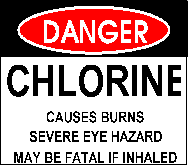 DANGER
CHLORINE
CAUSES BURNS
SEVERE EYE HAZARD
MAY BE FATAL IF INHALED